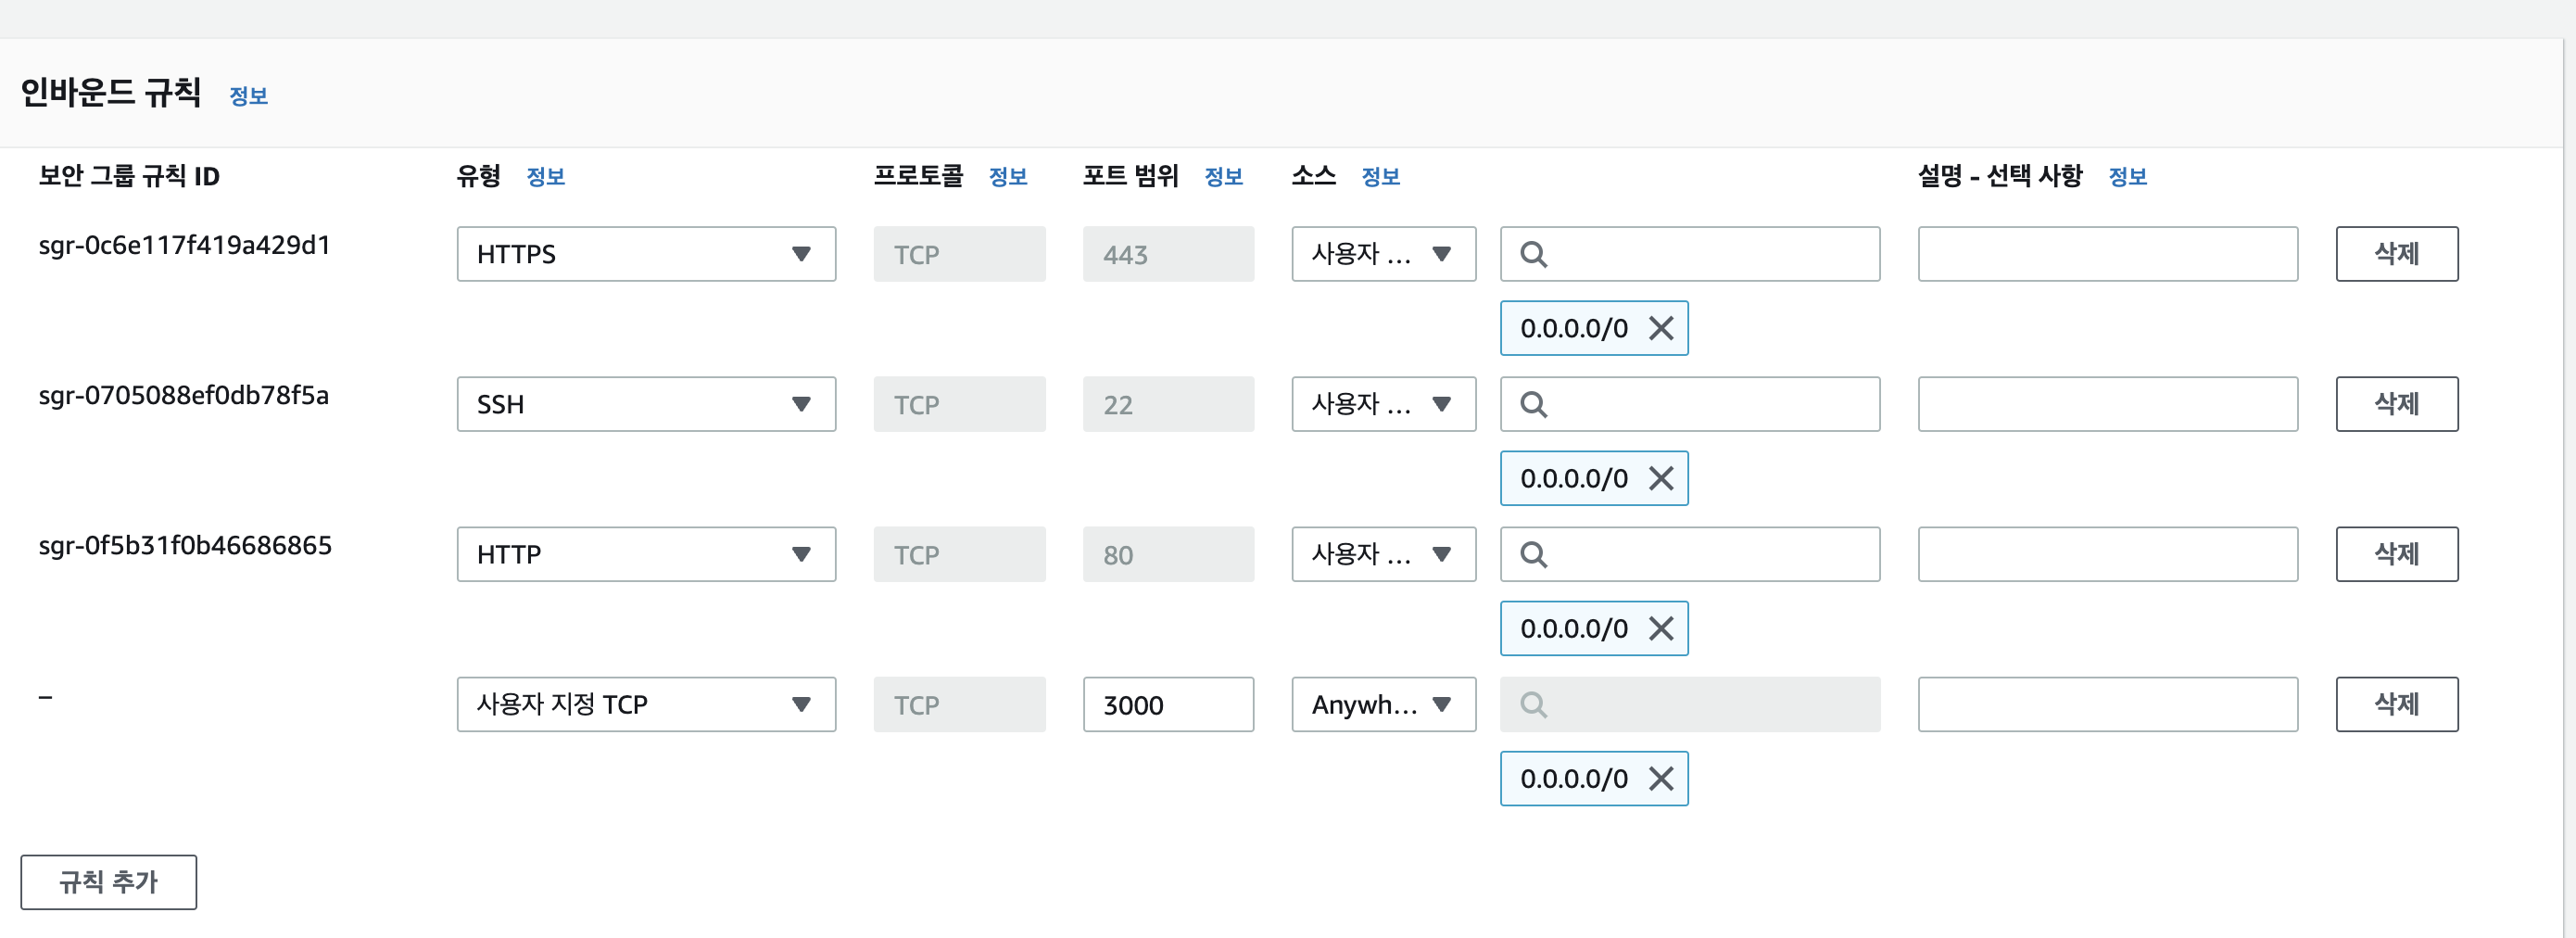 인바운드 규칙 정보
보안 그룹 규칙 ID 유형 정보 프로토콜 정보 포트 범위 정보 소스 정보 설명 - 선택 사항 정보
sgr-0c6e117f419a429d1 HTTPS TCP 443 사용자 ... 삭제
0.0.0.0/0
sgr-0705088ef0db78f5a SSH TCP 22 사용자 ... 삭제
0.0.0.0/0
sgr-0f5b31f0b46686865 HTTP TCP 80 사용자 ... 삭제
0.0.0.0/0
– 사용자 지정 TCP TCP 3000 Anywh... 삭제
0.0.0.0/0
규칙 추가